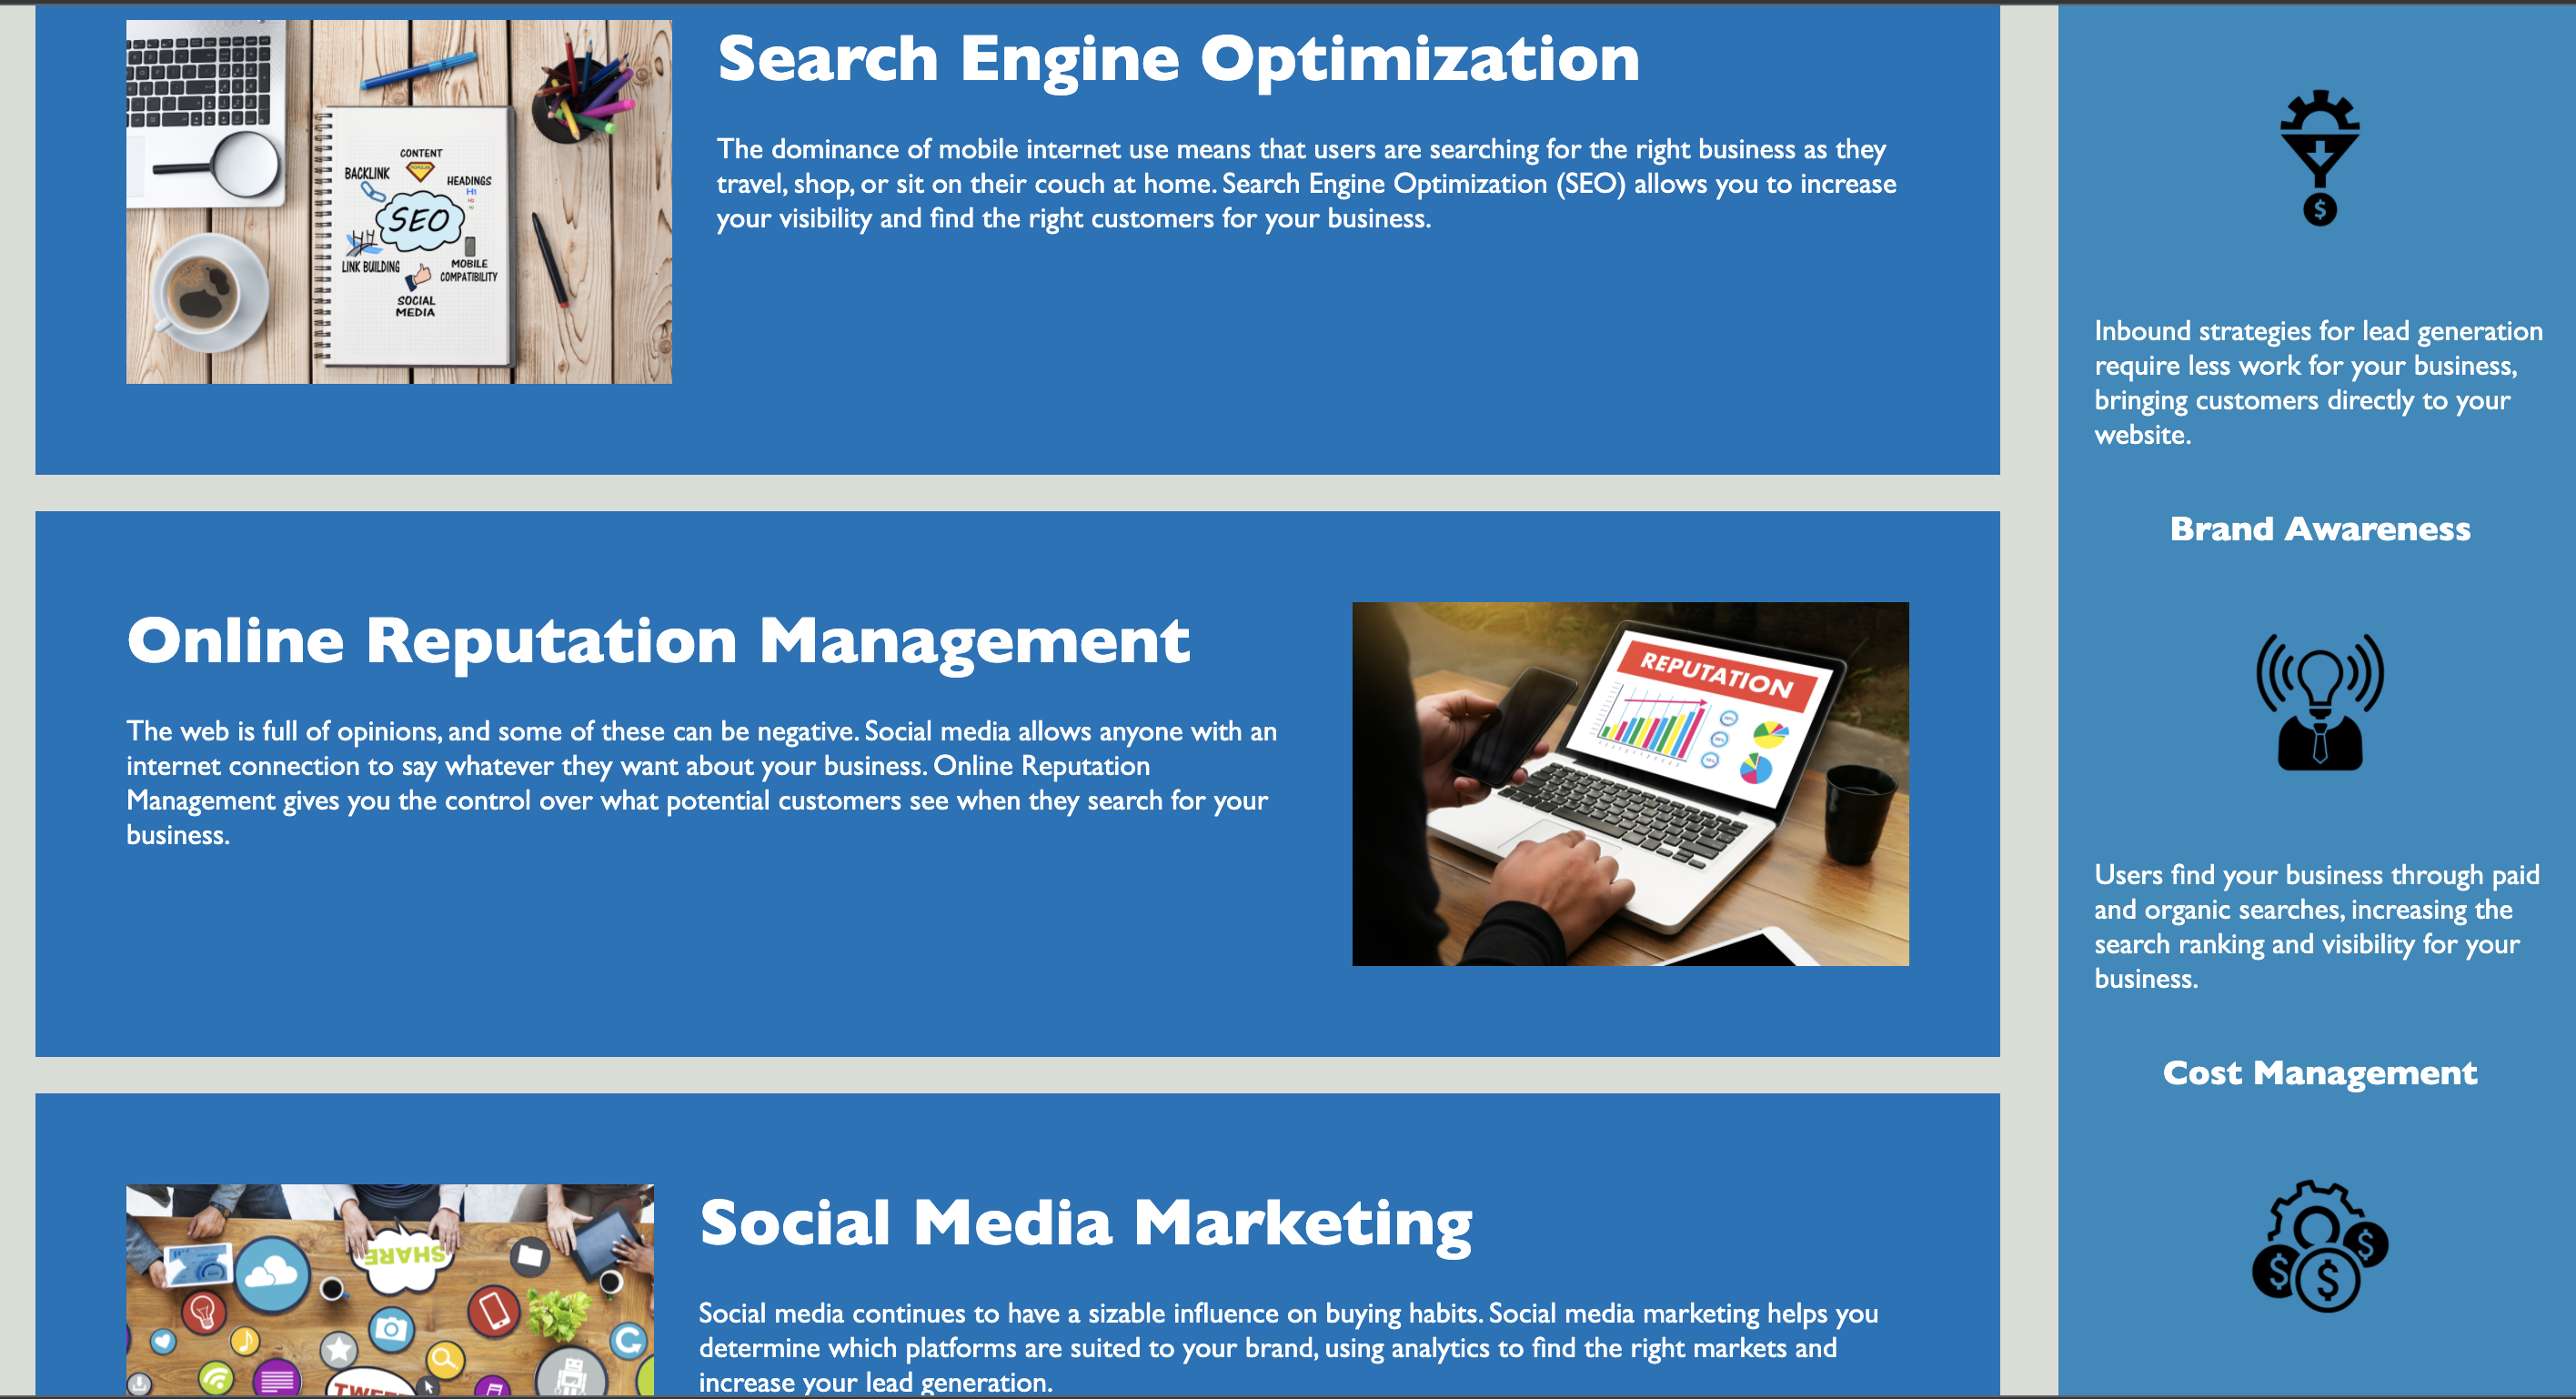 Search Engine Optimization
The dominance of mobile internet use means that users are searching for the right business as they
travel, shop, or sit on their couch at home. Search Engine Optimization (SEO) allows you to increase
your visibility and find the right customers for your business.
CONTENT
POPULAR
BACKLINK
HEADINGS
H1
SEO
LINK BUILDING
MOBILE
COMPATIBILITY
SOCIAL
MEDIA
Online Reputation Management
The web is full of opinions, and some of these can be negative. Social media allows anyone with an
internet connection to say whatever they want about your business. Online Reputation
Management gives you the control over what potential customers see when they search for your
business.
REPUTATION
Social Media Marketing
Social media continues to have a sizable influence on buying habits. Social media marketing helps you
determine which platforms are suited to your brand, using analytics to find the right markets and
increase your lead generation.
SHARE
$
Inbound strategies for lead generation
require less work for your business,
bringing customers directly to your
website.
Brand Awareness
Users find your business through paid
and organic searches, increasing the
search ranking and visibility for your
business.
Cost Management
$ $ $